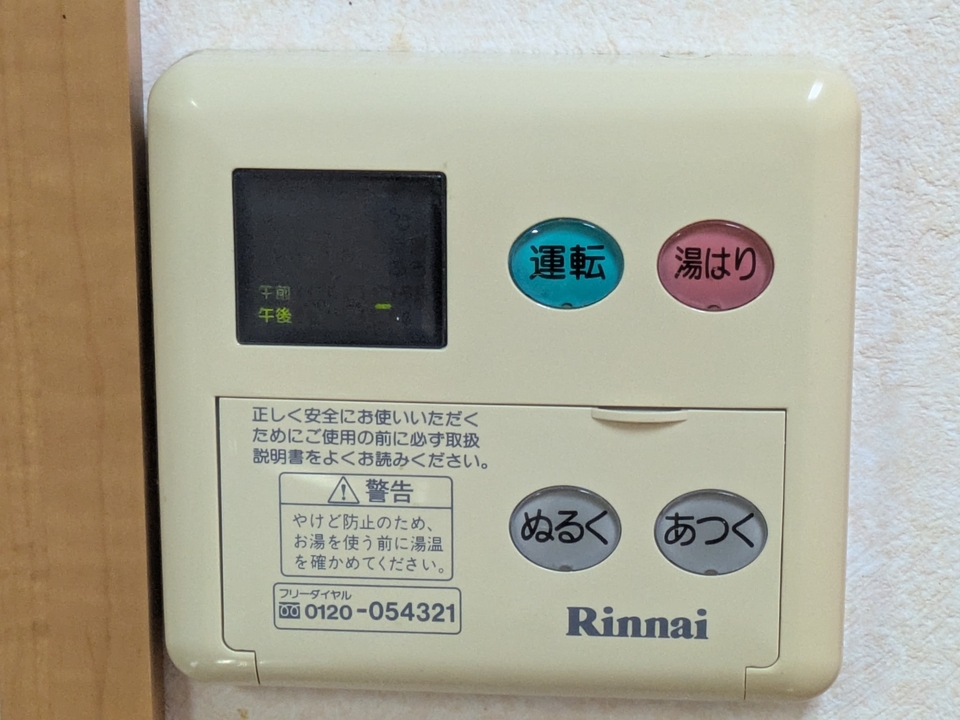 午前
午後
運転
湯はり
正しく安全にお使いいただく
ためにご使用の前に必ず取扱
説明書をよくお読みください。
警告
やけど防止のため、
お湯を使う前に湯温
を確かめてください。
フリーダイヤル
0120-054321
ぬるく
あつく
Rinnai